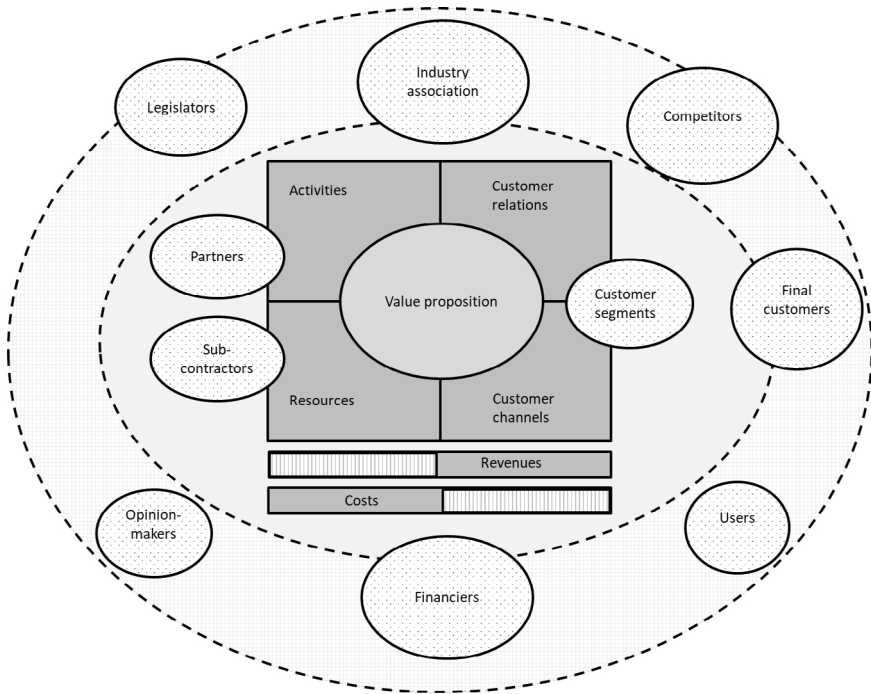 Industry
association
Legislators
Competitors
Activities
Customer
relations
Partners
Value proposition
Customer
segments
Final
customers
Sub-
contractors
Resources
Customer
channels
Revenues
Costs
Opinion-
makers
Users
Financiers